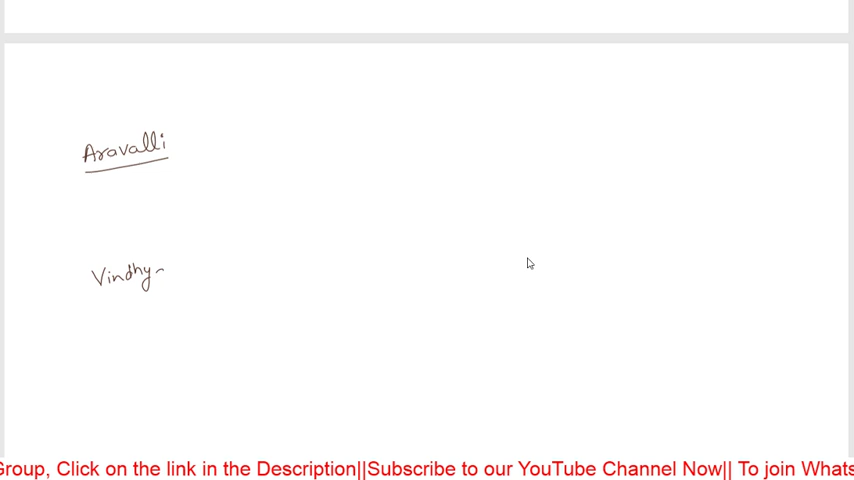 Aravalli
Vindhy
Group, Click on the link in the Description||Subscribe to our YouTube Channel Now|| To join Whats